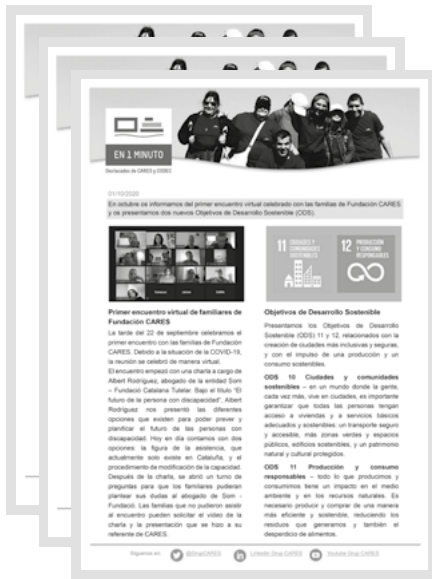 EN 1 MINUTO
Destacados de CARES y CODEC
01/10/2020
En octubre os informamos del primer encuentro virtual celebrado con las familias de Fundación CARES
y os presentamos dos nuevos Objetivos de Desarrollo Sostenible (ODS).
11 CIUDADES Y
COMUNIDADES
SOSTENIBLES
12 PRODUCCIÓN
Y CONSUMO
RESPONSABLES
Primer encuentro virtual de familiares de
Fundación CARES
La tarde del 22 de septiembre celebramos el
primer encuentro con las familias de Fundación
CARES. Debido a la situación de la COVID-19,
la reunión se celebró de manera virtual.
El encuentro empezó con una charla a cargo de
Albert Rodríguez, abogado de la entidad Som
– Fundació Catalana Tutelar. Bajo el título "El
futuro de la persona con discapacidad", Albert
Rodríguez nos presentó las diferentes
opciones que existen para poder prever y
planificar el futuro de las personas con
discapacidad. Hoy en día contamos con dos
opciones: la figura de la asistencia, que
actualmente solo existe en Cataluña, y el
procedimiento de modificación de la capacidad.
Después de la charla, se abrió un turno de
preguntas para que los familiares pudieran
plantear sus dudas al abogado de Som -
Fundació. Las familias que no pudieron asistir
al encuentro pueden solicitar el vídeo de la
charla y la presentación que se hizo a su
referente de CARES.
Objetivos de Desarrollo Sostenible
Presentamos los Objetivos de Desarrollo
Sostenible (ODS) 11 y 12, relacionados con la
creación de ciudades más inclusivas y seguras,
y con el impulso de una producción y un
consumo sostenibles.
ODS 10 Ciudades y comunidades
sostenibles – en un mundo donde la gente,
cada vez más, vive en ciudades, es importante
garantizar que todas las personas tengan
acceso a viviendas y a servicios básicos
adecuados y sostenibles: un transporte seguro
y accesible, más zonas verdes y espacios
públicos, edificios sostenibles, y un patrimonio
natural y cultural protegidos.
ODS 11 Producción y consumo
responsables – todo lo que producimos y
consumimos tiene un impacto en el medio
ambiente y en los recursos naturales. Es
necesario producir y comprar de una manera
más eficiente y sostenible, reduciendo los
residuos que generamos y también el
desperdicio de alimentos.
Síguenos en: @GrupCARES Linkedin Grup CARES Youtube Grup CARES